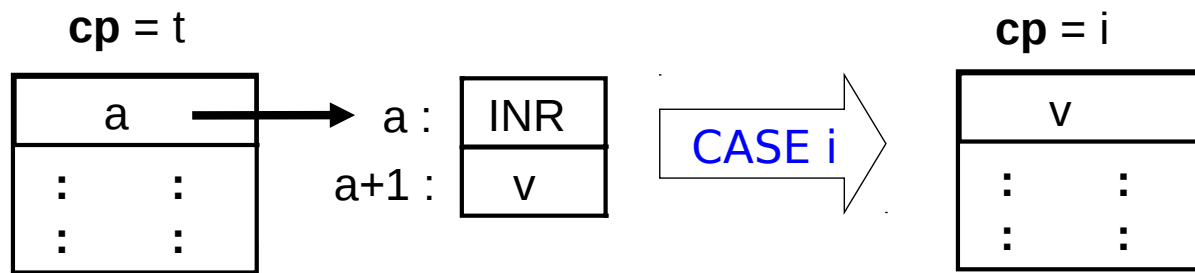 cp = t
cp = i
a
a :
INR
CASE i
v
a+1 :
v
: :
: :
: :
: :